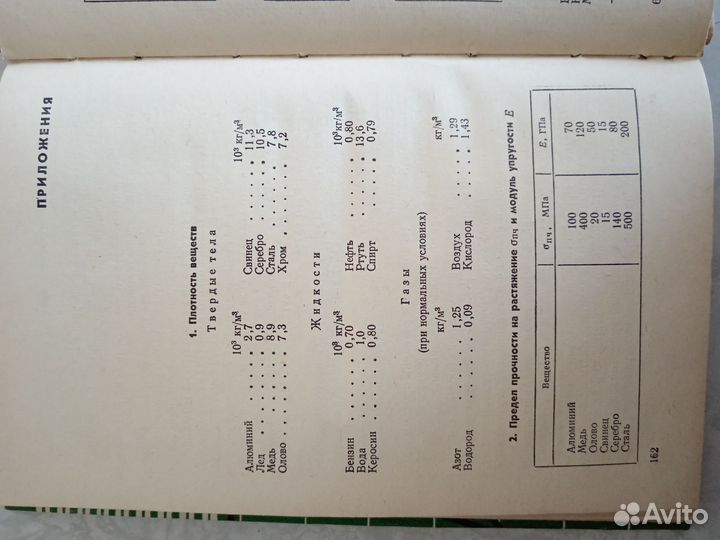 ПРИЛОЖЕНИЯ
1. Плотность веществ
Твердые тела
10³ кг/м³ 10³ кг/м³
Алюминий . . . . . . 2,7 Свинец . . . . . . 11,3
Лед . . . . . . . . 0,9 Серебро . . . . . . 10,5
Медь . . . . . . . 8,9 Сталь . . . . . . . 7,8
Олово . . . . . . . 7,3 Хром . . . . . . . 7,2
Жидкости
10³ кг/м³ 10³кг/м³
Бензин . . . . . . 0,70 Нефть . . . . . . 0,80
Вода . . . . . . . 1,0 Ртуть . . . . . . 13,6
Керосин . . . . . . 0,80 Спирт . . . . . . 0,79
Газы
(при нормальных условиях)
кг/м³ кг/м³
Азот . . . . . . . 1,25 Воздух . . . . . . 1,29
Водород . . . . . . 0,09 Кислород . . . . . 1,43
2. Предел прочности на растяжение σпч и модуль упругости E
Вещество σпч, МПа E, ГПа
Алюминий 100 70
Медь 400 120
Олово 20 50
Свинец 15 15
Серебро 140 80
Сталь 500 200
162
Avito